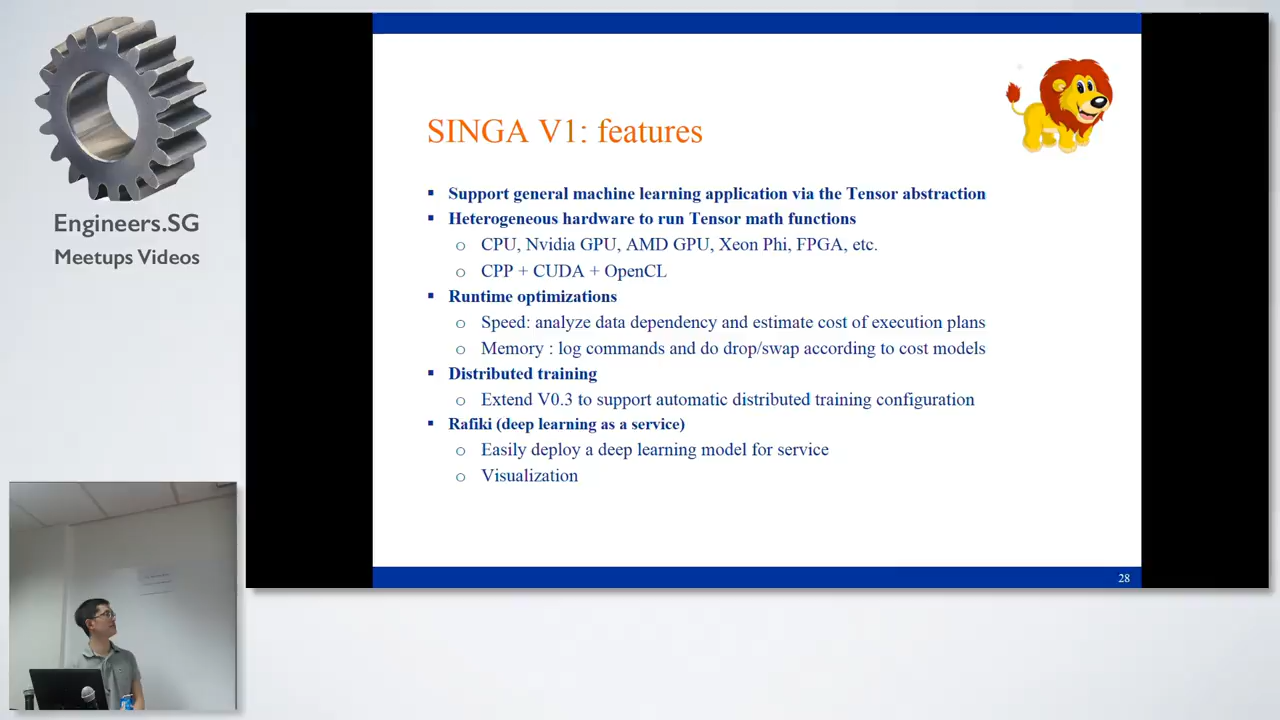 Engineers.SG
Meetups Videos
SINGA V1: features
▪ Support general machine learning application via the Tensor abstraction
▪ Heterogeneous hardware to run Tensor math functions
o CPU, Nvidia GPU, AMD GPU, Xeon Phi, FPGA, etc.
o CPP + CUDA + OpenCL
▪ Runtime optimizations
o Speed: analyze data dependency and estimate cost of execution plans
o Memory : log commands and do drop/swap according to cost models
▪ Distributed training
o Extend V0.3 to support automatic distributed training configuration
▪ Rafiki (deep learning as a service)
o Easily deploy a deep learning model for service
o Visualization
28